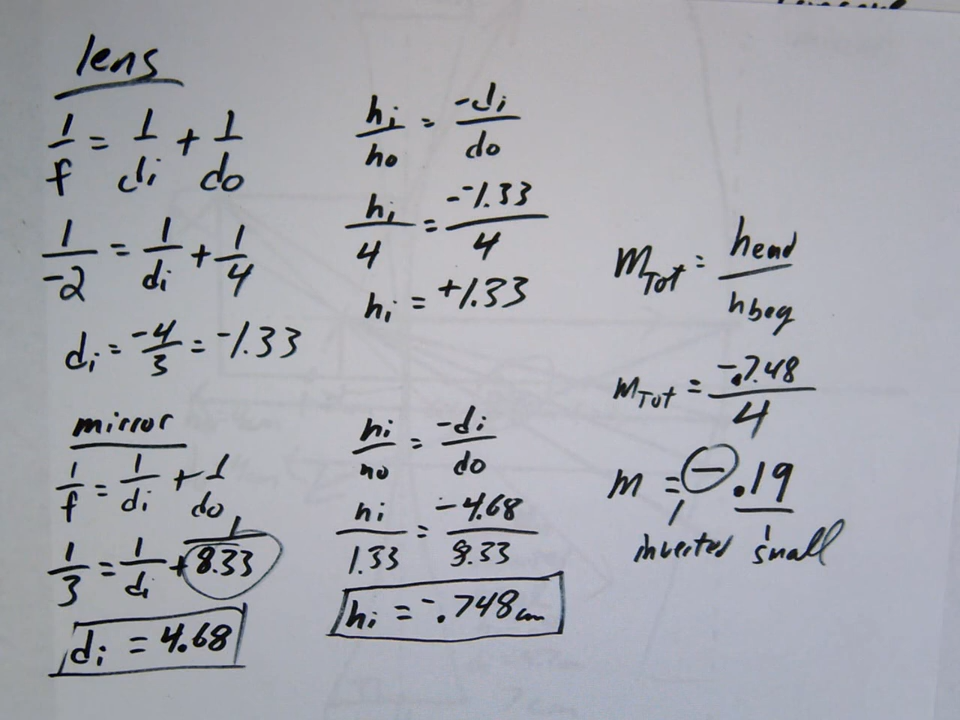 lens
1/f = 1/di + 1/do
1/-2 = 1/di + 1/4
di = -4/3 = -1.33
hi/ho = -di/do
hi/4 = --1.33/4
hi = +1.33
mirror
1/f = 1/di + 1/do
1/3 = 1/di + 1/8.33
di = 4.68
hi/ho = -di/do
hi/1.33 = -4.68/8.33
hi = -.748cm
mTot = hend/hbeg
mTot = -.748/4
m = -.19
inverted small